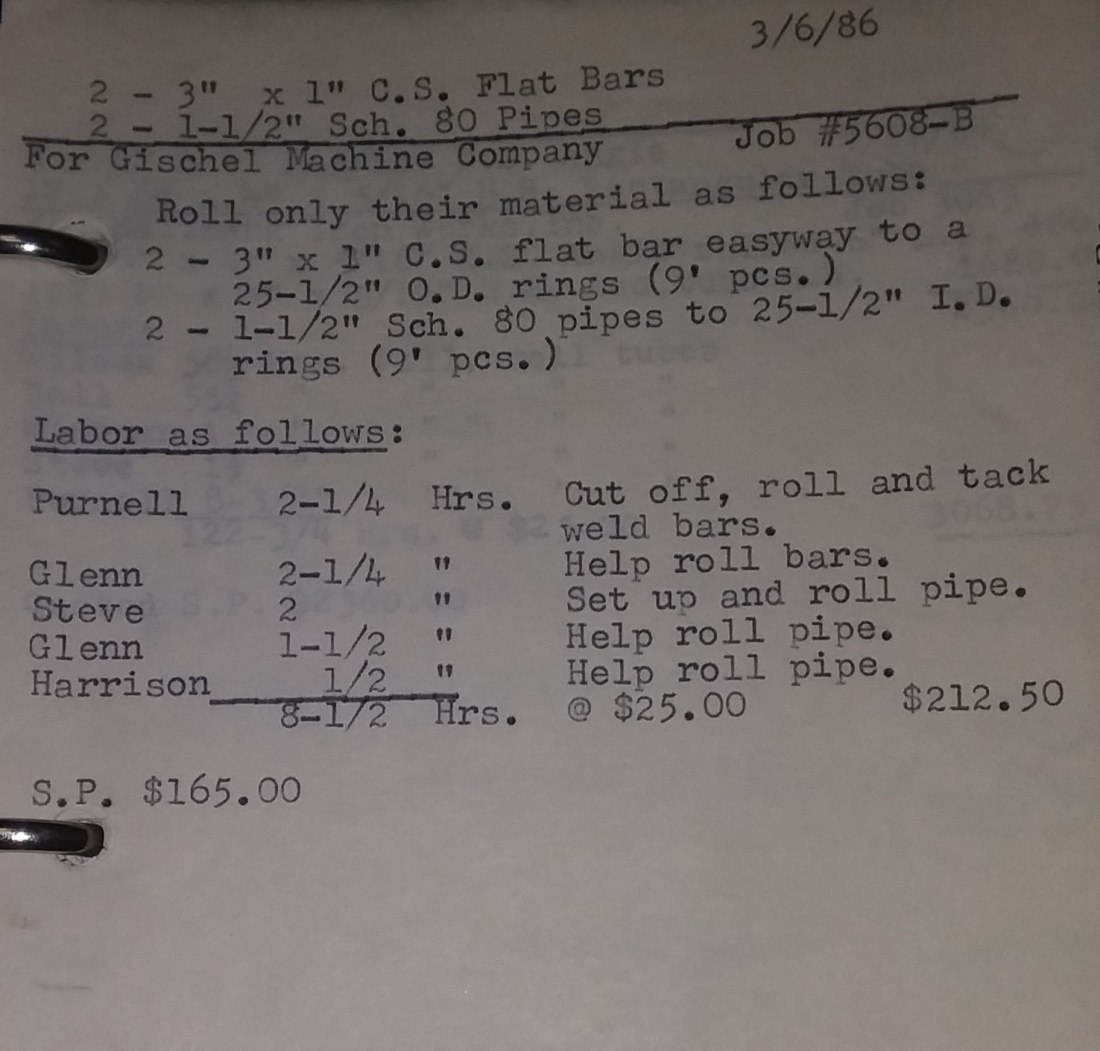 3/6/86
2 - 3" x 1" C.S. Flat Bars
2 - 1-1/2" Sch. 80 Pipes
For Gischel Machine Company Job #5608-B
Roll only their material as follows:
2 - 3" x 1" C.S. flat bar easyway to a
25-1/2" O.D. rings (9' pcs.)
2 - 1-1/2" Sch. 80 pipes to 25-1/2" I.D.
rings (9' pcs.)
Labor as follows:
Purnell 2-1/4 Hrs. Cut off, roll and tack
weld bars.
Glenn 2-1/4 " Help roll bars.
Steve 2 " Set up and roll pipe.
Glenn 1-1/2 " Help roll pipe.
Harrison 1/2 " Help roll pipe.
8-1/2 Hrs. @ $25.00 $212.50
S.P. $165.00